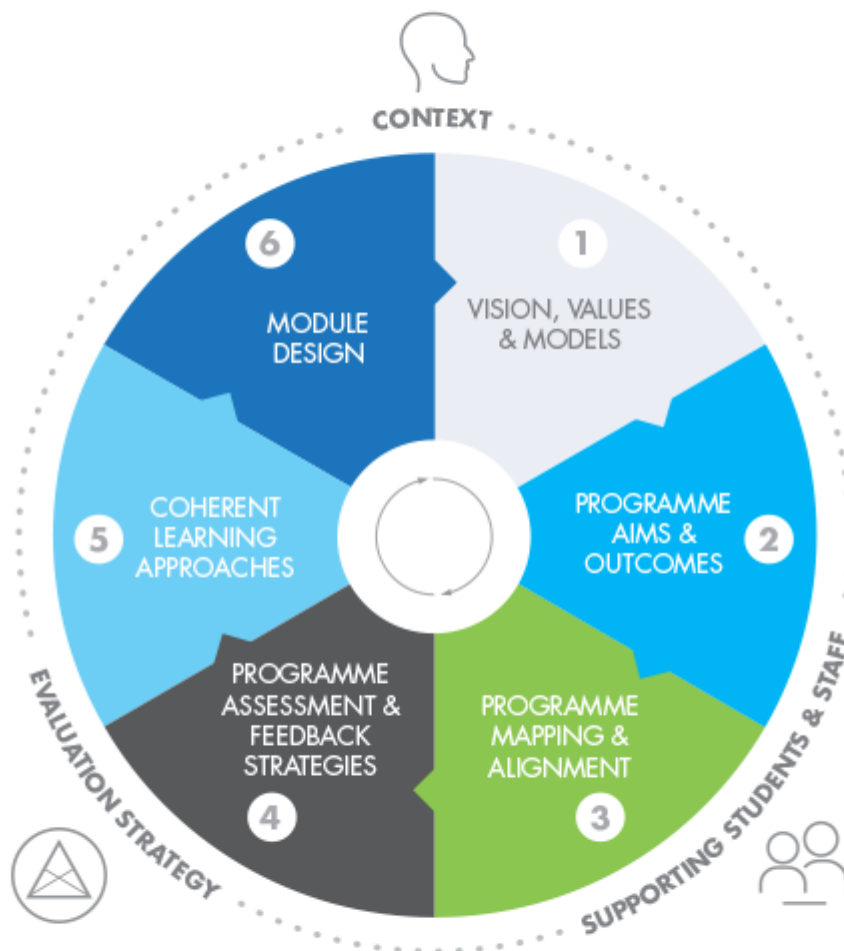 CONTEXT
1
VISION, VALUES
& MODELS
PROGRAMME
AIMS &
OUTCOMES
2
PROGRAMME
MAPPING &
ALIGNMENT
3
PROGRAMME
ASSESSMENT &
FEEDBACK
STRATEGIES
4
COHERENT
LEARNING
APPROACHES
5
6
MODULE
DESIGN
SUPPORTING STUDENTS & STAFF
EVALUATION STRATEGY